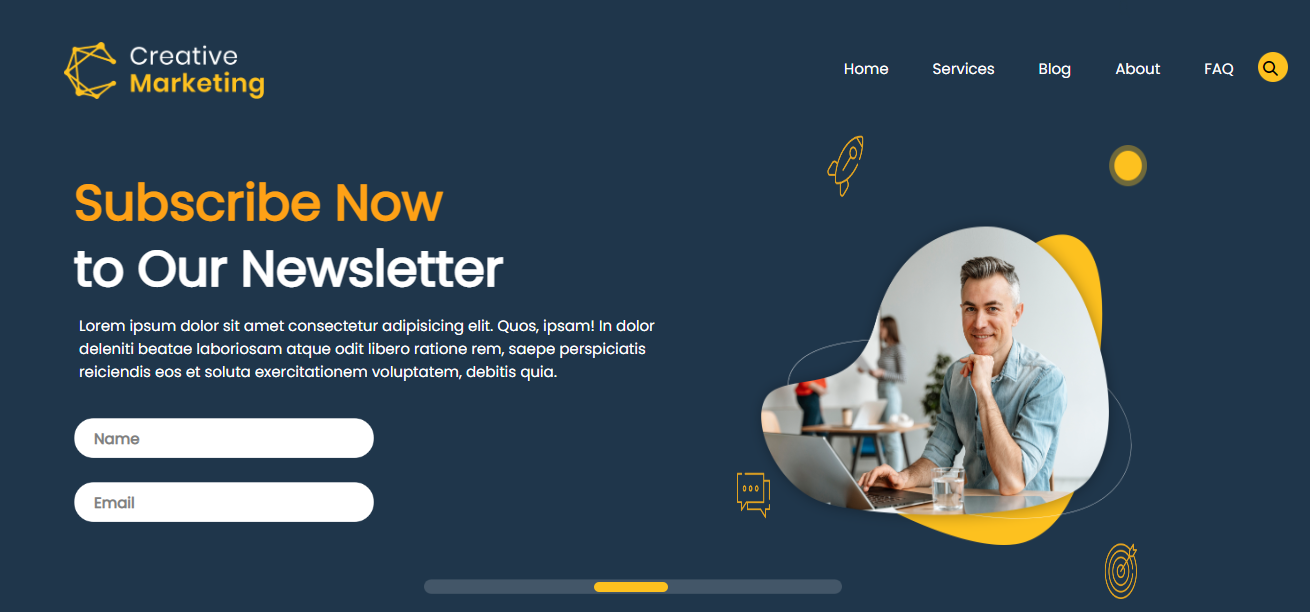 Creative
Marketing
Home Services Blog About FAQ
Subscribe Now
to Our Newsletter
Lorem ipsum dolor sit amet consectetur adipisicing elit. Quos, ipsam! In dolor
deleniti beatae laboriosam atque odit libero ratione rem, saepe perspiciatis
reiciendis eos et soluta exercitationem voluptatem, debitis quia.
Name
Email